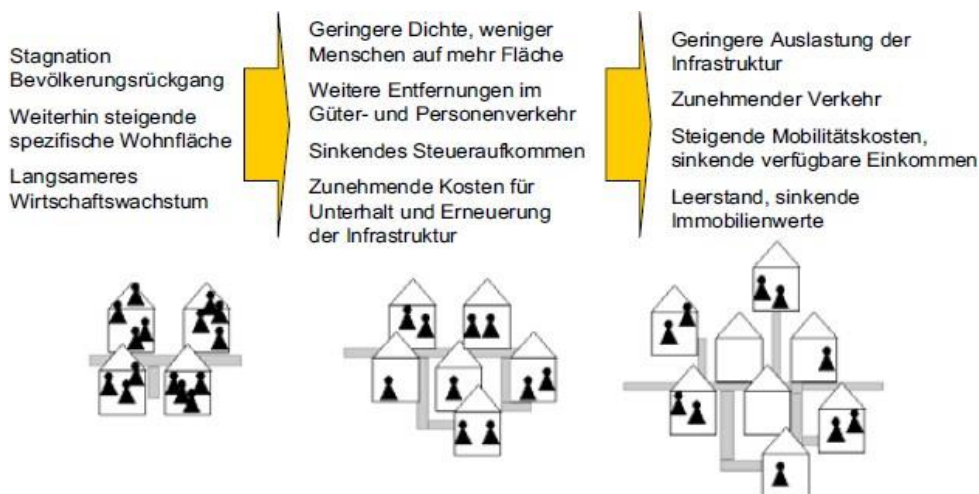 Stagnation
Bevölkerungsrückgang
Weiterhin steigende
spezifische Wohnfläche
Langsameres
Wirtschaftswachstum
Geringere Dichte, weniger
Menschen auf mehr Fläche
Weitere Entfernungen im
Güter- und Personenverkehr
Sinkendes Steueraufkommen
Zunehmende Kosten für
Unterhalt und Erneuerung
der Infrastruktur
Geringere Auslastung der
Infrastruktur
Zunehmender Verkehr
Steigende Mobilitätskosten,
sinkende verfügbare Einkommen
Leerstand, sinkende
Immobilienwerte